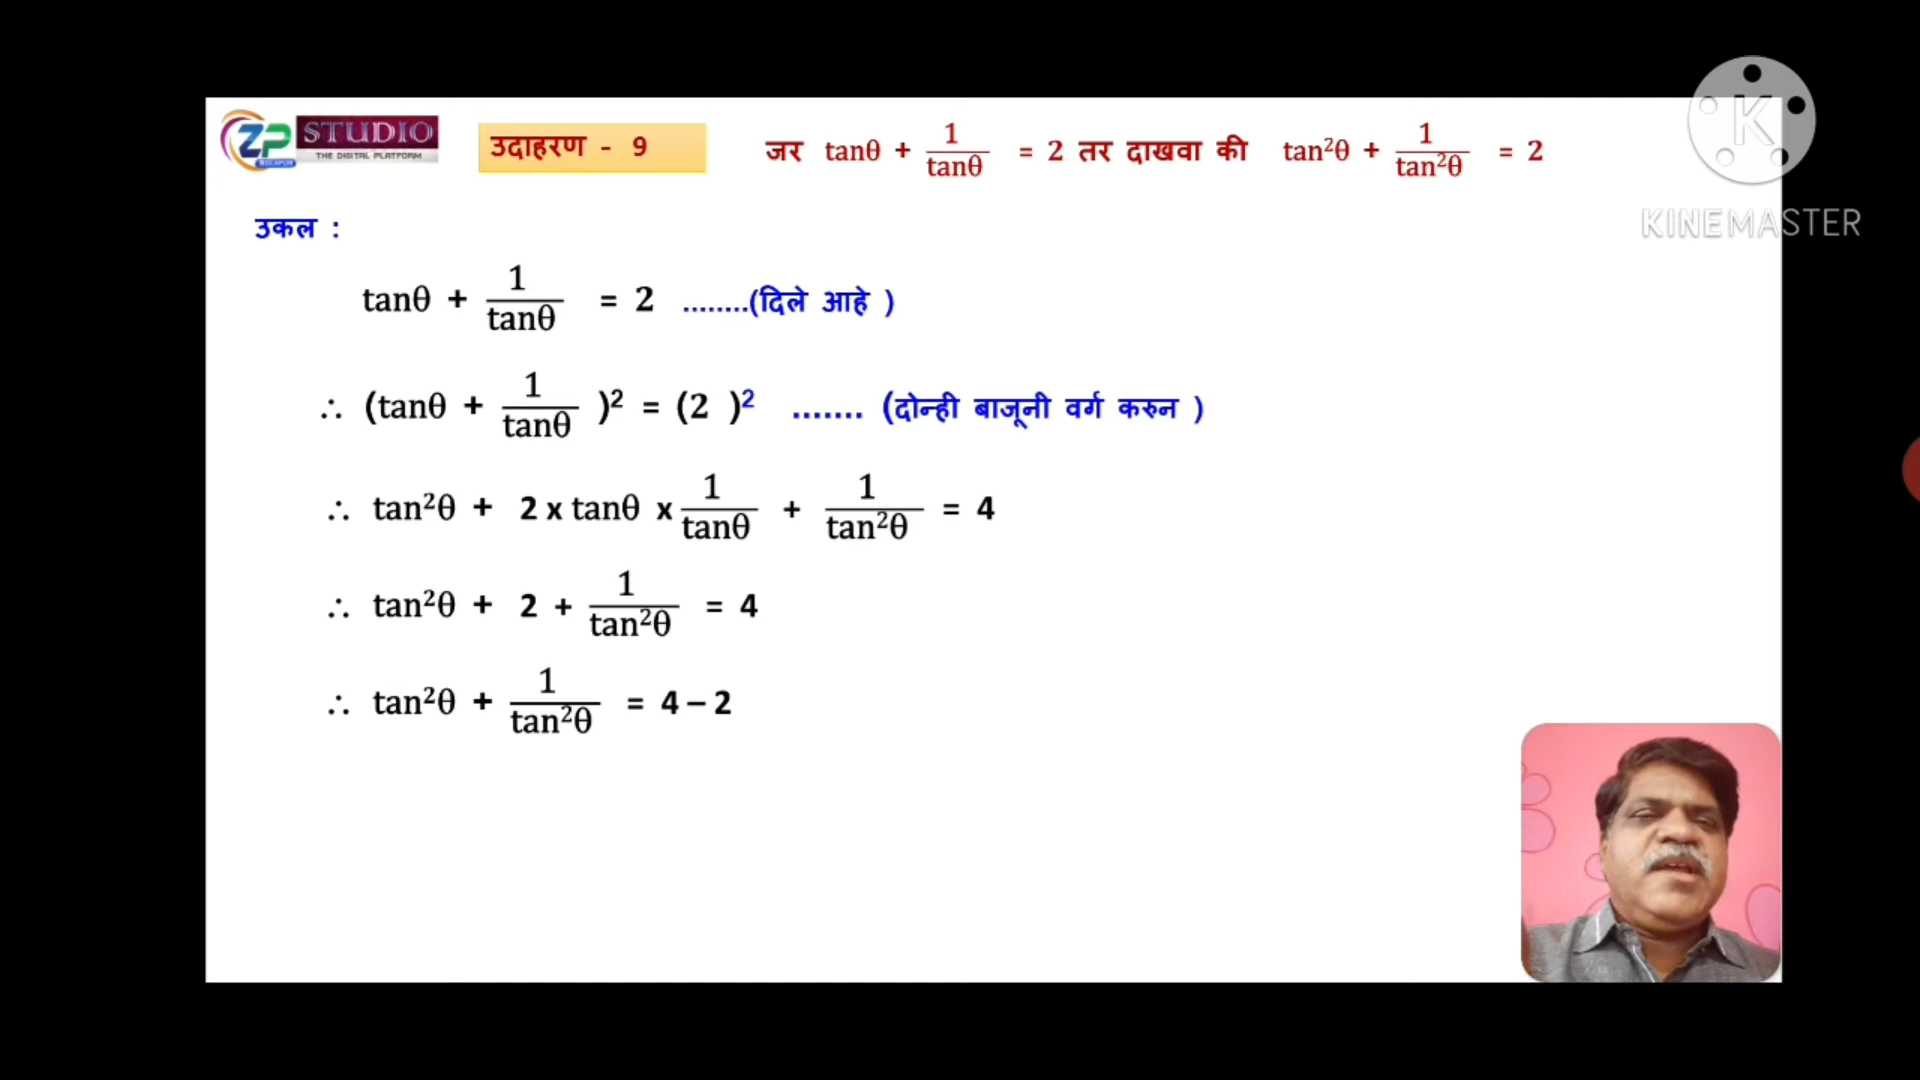 ZP STUDIO
THE DIGITAL PLATFORM
SOLAPUR
उदाहरण - 9
जर tanθ + 1/tanθ = 2 तर दाखवा की tan²θ + 1/tan²θ = 2
K
KINEMASTER
उकल :
tanθ + 1/tanθ = 2 ........(दिले आहे )
∴ (tanθ + 1/tanθ )² = (2 )² ....... (दोन्ही बाजूनी वर्ग करुन )
∴ tan²θ + 2 x tanθ x 1/tanθ + 1/tan²θ = 4
∴ tan²θ + 2 + 1/tan²θ = 4
∴ tan²θ + 1/tan²θ = 4 – 2